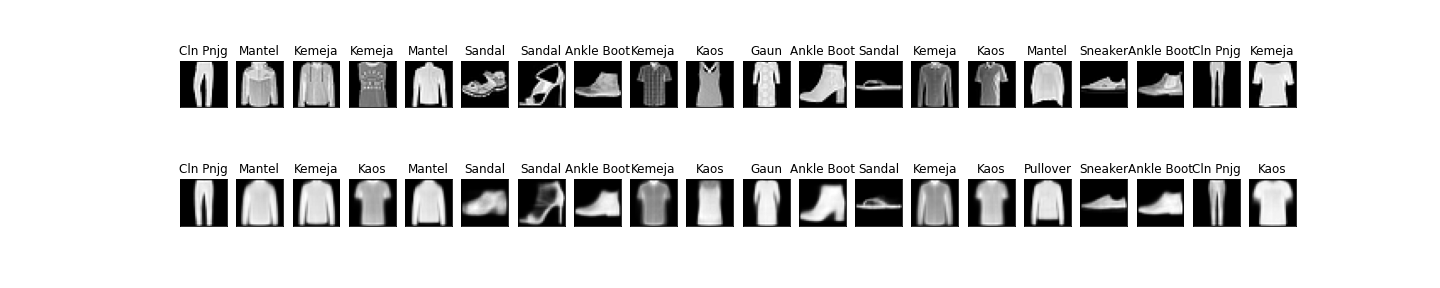 Cln Pnjg Mantel Kemeja Kemeja Mantel Sandal Sandal Ankle Boot Kemeja Kaos Gaun Ankle Boot Sandal Kemeja Kaos Mantel Sneaker Ankle Boot Cln Pnjg Kemeja
Cln Pnjg Mantel Kemeja Kaos Mantel Sandal Sandal Ankle Boot Kemeja Kaos Gaun Ankle Boot Sandal Kemeja Kaos Pullover Sneaker Ankle Boot Cln Pnjg Kaos